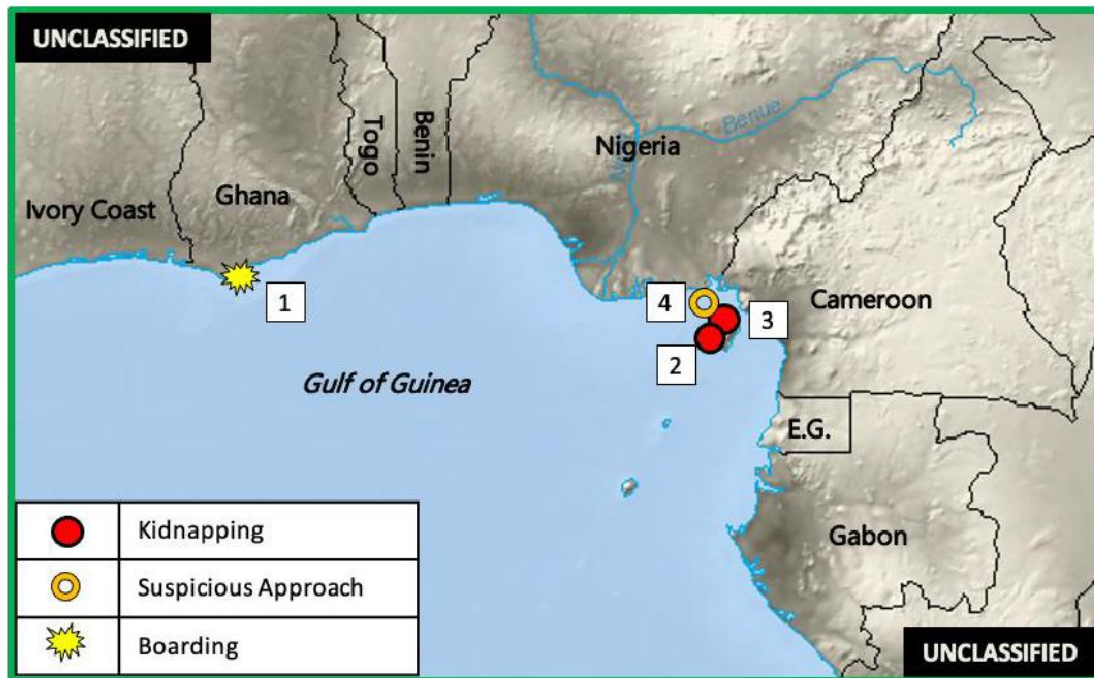 UNCLASSIFIED
Ivory Coast
Ghana
Togo
Benin
Nigeria
Benue
Cameroon
1
4
3
2
Gulf of Guinea
E.G.
Gabon
Kidnapping
Suspicious Approach
Boarding
UNCLASSIFIED